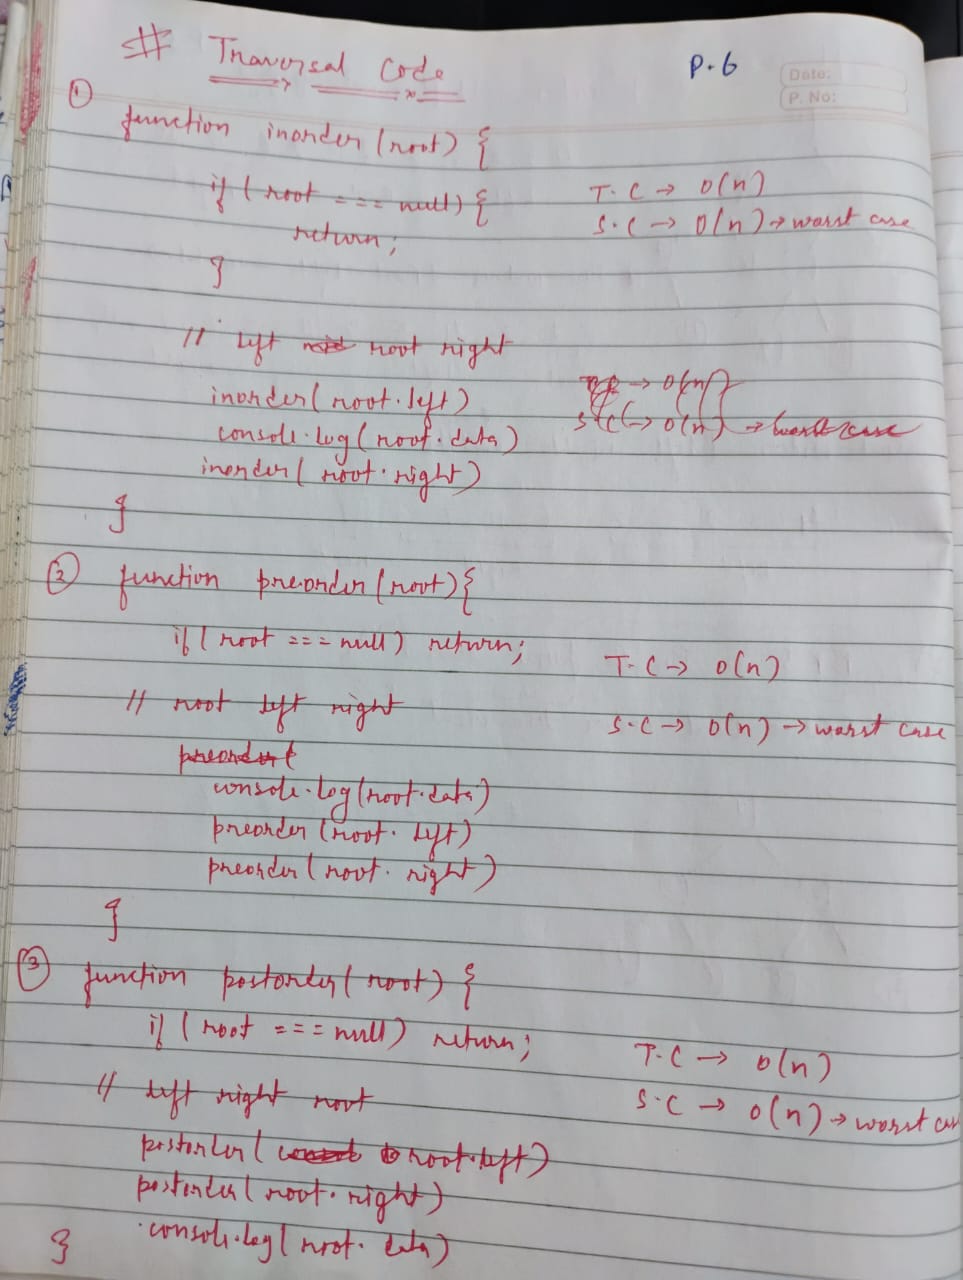 # Traversal Code
P.6
Date:
P. No:
① function inorder (root) {
if ( root === null) {
return;
}
T.C → O(n)
S.C → O(n) → worst case
// left root right
inorder( root.left)
console.log( root.data)
inorder( root.right)
}
T.C → O(n)
S.C → O(n) → worst case
② function preorder (root){
if ( root === null) return;
T.C → O(n)
// root left right
S.C → O(n) → worst case
preorder (
console.log(root.data)
preorder (root.left)
preorder ( root.right)
}
③ function postorder( root) {
if ( root === null) return;
T.C → O(n)
// left right root
S.C → O(n) → worst case
postorder ( root.left)
postorder ( root.right)
console.log( root.data)
}